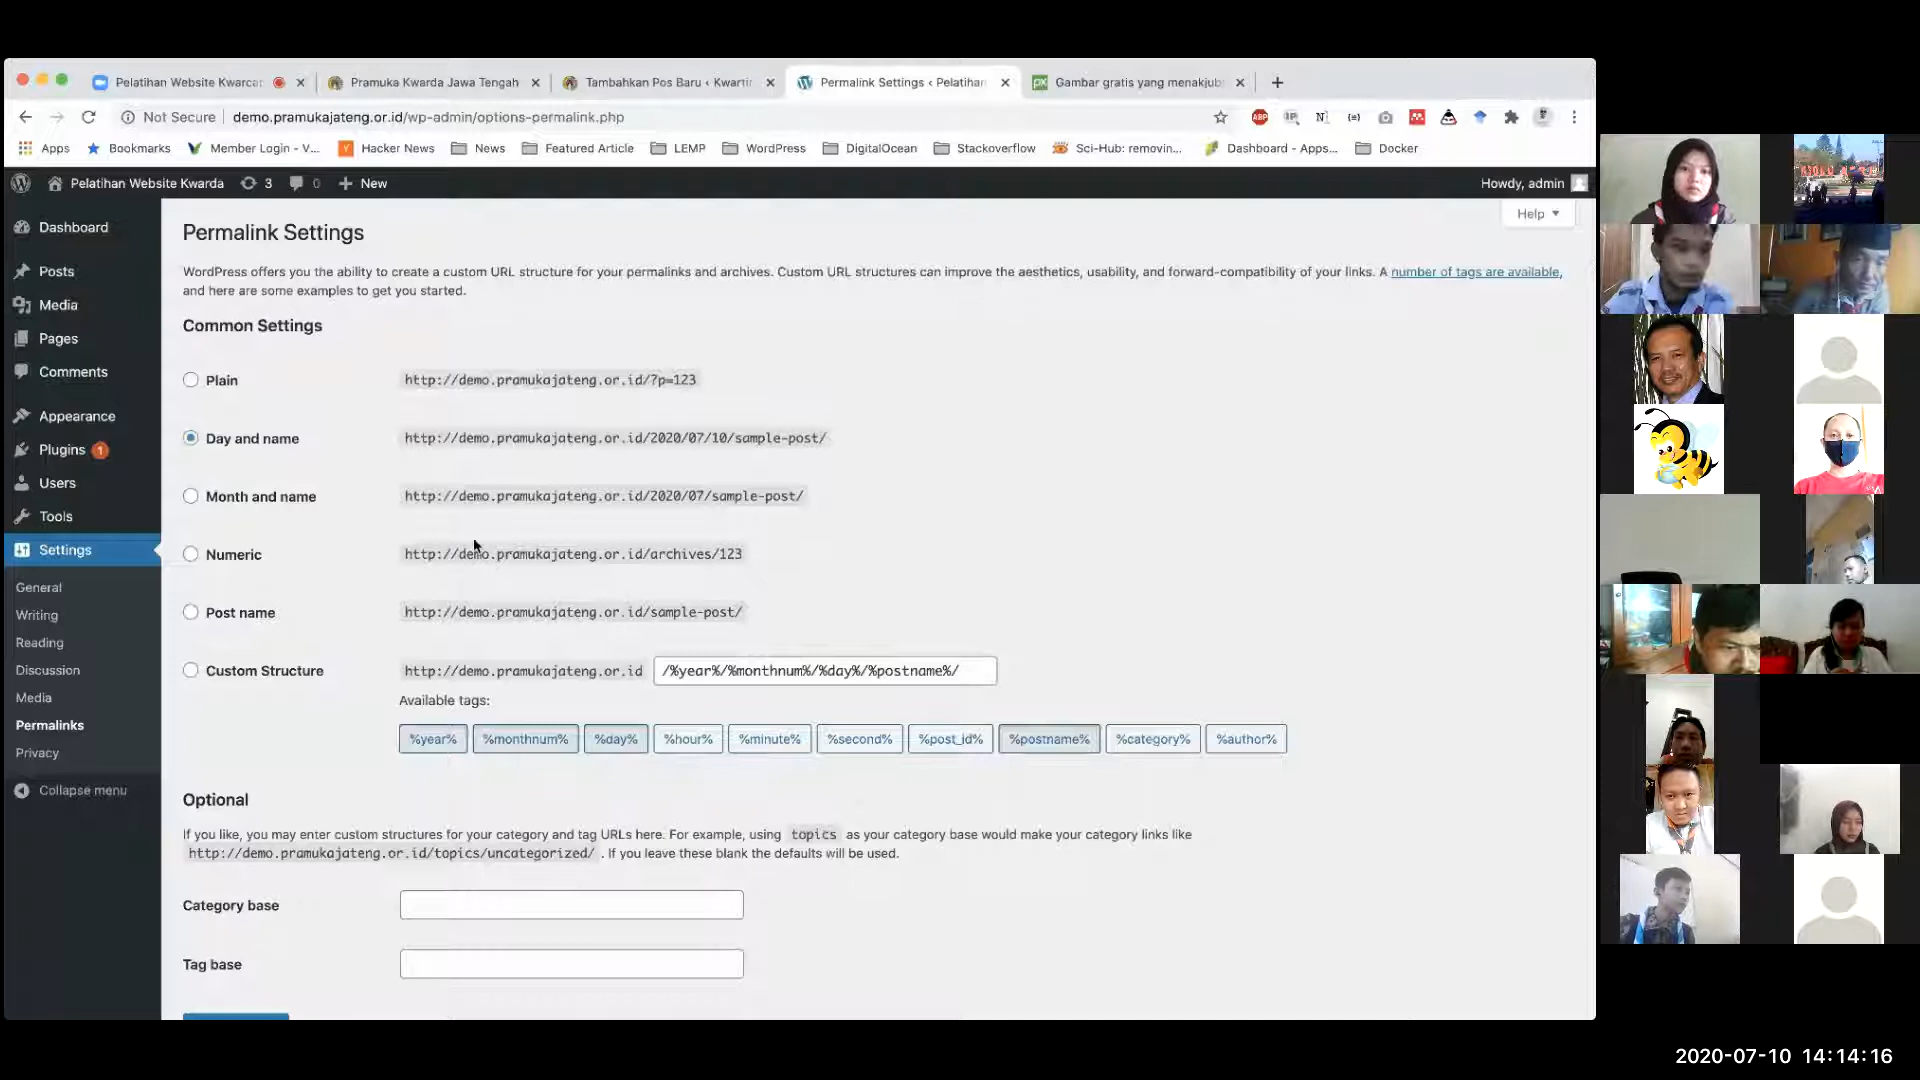 Pelatihan Website Kwarcar
Pramuka Kwarda Jawa Tengah
Tambahkan Pos Baru ‹ Kwartir
Permalink Settings ‹ Pelatihan
Gambar gratis yang menakjub
Not Secure
demo.pramukajateng.or.id/wp-admin/options-permalink.php
ABP
Apps
Bookmarks
Member Login - V...
Hacker News
News
Featured Article
LEMP
WordPress
DigitalOcean
Stackoverflow
Sci-Hub: removin...
Dashboard - Apps...
Docker
Pelatihan Website Kwarda
3
0
New
Howdy, admin
Help
Dashboard
Posts
Media
Pages
Comments
Appearance
Plugins 1
Users
Tools
Settings
General
Writing
Reading
Discussion
Media
Permalinks
Privacy
Collapse menu
Permalink Settings
WordPress offers you the ability to create a custom URL structure for your permalinks and archives. Custom URL structures can improve the aesthetics, usability, and forward-compatibility of your links. A number of tags are available,
and here are some examples to get you started.
Common Settings
Plain http://demo.pramukajateng.or.id/?p=123
Day and name http://demo.pramukajateng.or.id/2020/07/10/sample-post/
Month and name http://demo.pramukajateng.or.id/2020/07/sample-post/
Numeric http://demo.pramukajateng.or.id/archives/123
Post name http://demo.pramukajateng.or.id/sample-post/
Custom Structure http://demo.pramukajateng.or.id /%year%/%monthnum%/%day%/%postname%/
Available tags:
%year% %monthnum% %day% %hour% %minute% %second% %post_id% %postname% %category% %author%
Optional
If you like, you may enter custom structures for your category and tag URLs here. For example, using topics as your category base would make your category links like
http://demo.pramukajateng.or.id/topics/uncategorized/ . If you leave these blank the defaults will be used.
Category base
Tag base
2020-07-10 14:14:16